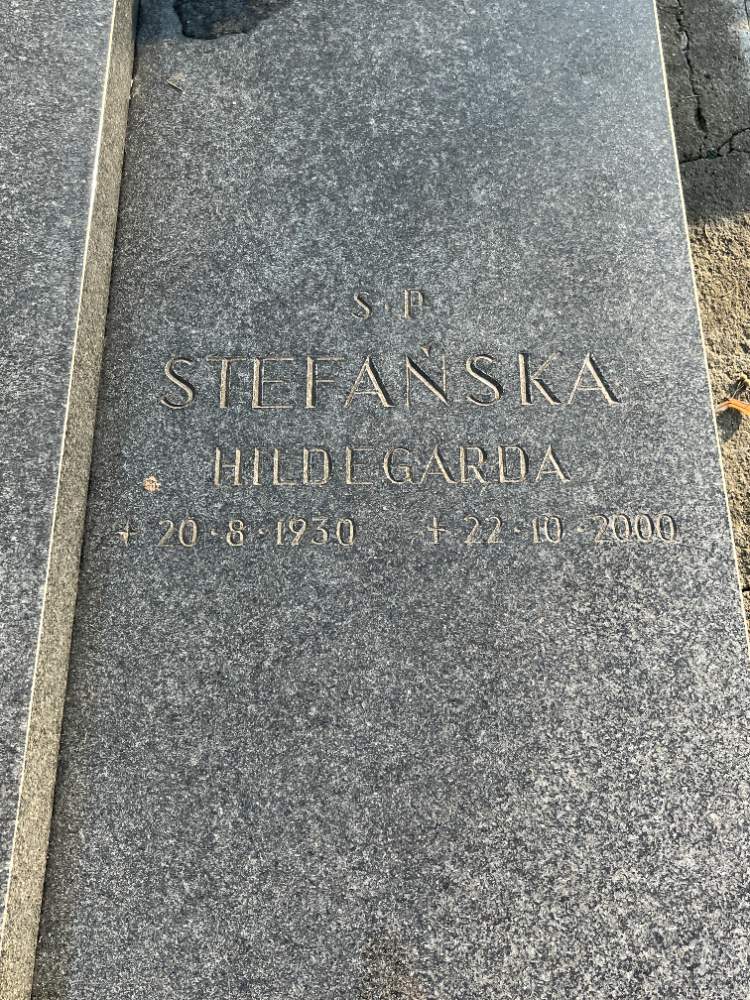 S·P
STEFAŃSKA
HILDEGARDA
+ 20·8·1930 + 22·10·2000